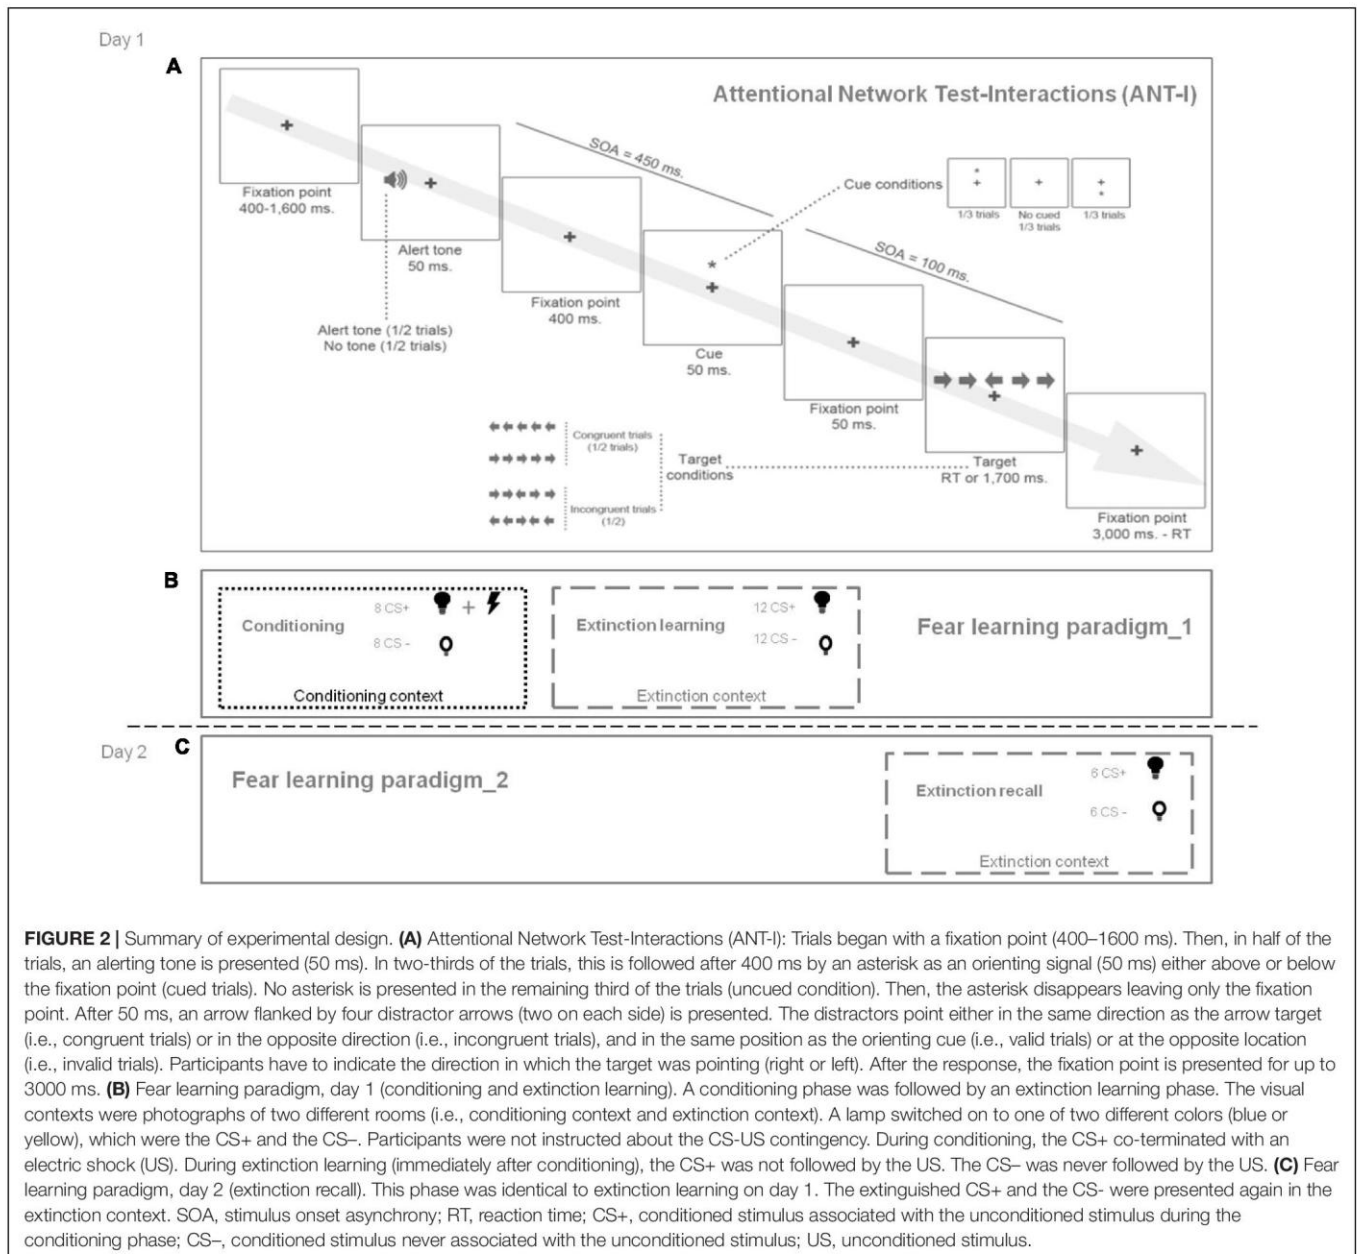 Day 1
A
Attentional Network Test-Interactions (ANT-I)
Fixation point
400-1,600 ms.
Alert tone
50 ms.
Alert tone (1/2 trials)
No tone (1/2 trials)
SOA = 450 ms.
Fixation point
400 ms.
Cue conditions
1/3 trials
No cued
1/3 trials
1/3 trials
*
Cue
50 ms.
SOA = 100 ms.
Fixation point
50 ms.
Target
RT or 1,700 ms.
Fixation point
3,000 ms. - RT
Congruent trials
(1/2 trials)
Target
conditions
Incongruent trials
(1/2)
B
Conditioning
8 CS+
+
8 CS -
Conditioning context
Extinction learning
12 CS+
12 CS -
Extinction context
Fear learning paradigm_1
Day 2
C
Fear learning paradigm_2
Extinction recall
6 CS+
6 CS -
Extinction context
FIGURE 2 | Summary of experimental design. (A) Attentional Network Test-Interactions (ANT-I): Trials began with a fixation point (400–1600 ms). Then, in half of the
trials, an alerting tone is presented (50 ms). In two-thirds of the trials, this is followed after 400 ms by an asterisk as an orienting signal (50 ms) either above or below
the fixation point (cued trials). No asterisk is presented in the remaining third of the trials (uncued condition). Then, the asterisk disappears leaving only the fixation
point. After 50 ms, an arrow flanked by four distractor arrows (two on each side) is presented. The distractors point either in the same direction as the arrow target
(i.e., congruent trials) or in the opposite direction (i.e., incongruent trials), and in the same position as the orienting cue (i.e., valid trials) or at the opposite location
(i.e., invalid trials). Participants have to indicate the direction in which the target was pointing (right or left). After the response, the fixation point is presented for up to
3000 ms. (B) Fear learning paradigm, day 1 (conditioning and extinction learning). A conditioning phase was followed by an extinction learning phase. The visual
contexts were photographs of two different rooms (i.e., conditioning context and extinction context). A lamp switched on to one of two different colors (blue or
yellow), which were the CS+ and the CS–. Participants were not instructed about the CS-US contingency. During conditioning, the CS+ co-terminated with an
electric shock (US). During extinction learning (immediately after conditioning), the CS+ was not followed by the US. The CS– was never followed by the US. (C) Fear
learning paradigm, day 2 (extinction recall). This phase was identical to extinction learning on day 1. The extinguished CS+ and the CS- were presented again in the
extinction context. SOA, stimulus onset asynchrony; RT, reaction time; CS+, conditioned stimulus associated with the unconditioned stimulus during the
conditioning phase; CS–, conditioned stimulus never associated with the unconditioned stimulus; US, unconditioned stimulus.